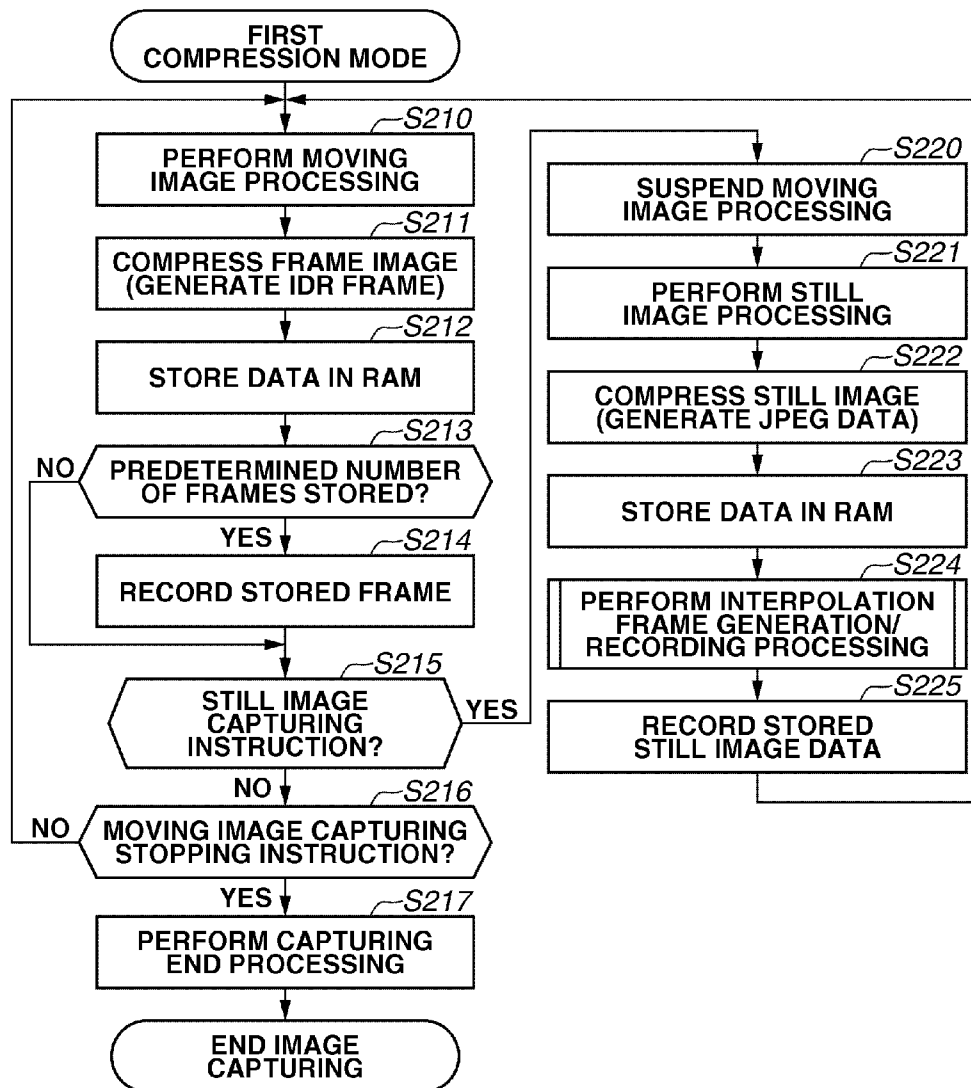 FIRST
COMPRESSION MODE
S210
PERFORM MOVING
IMAGE PROCESSING
S211
COMPRESS FRAME IMAGE
(GENERATE IDR FRAME)
S212
STORE DATA IN RAM
S213
NO
PREDETERMINED NUMBER
OF FRAMES STORED?
YES
S214
RECORD STORED FRAME
S215
STILL IMAGE
CAPTURING
INSTRUCTION?
YES
NO
S216
NO
MOVING IMAGE CAPTURING
STOPPING INSTRUCTION?
YES
S217
PERFORM CAPTURING
END PROCESSING
END IMAGE
CAPTURING
S220
SUSPEND MOVING
IMAGE PROCESSING
S221
PERFORM STILL
IMAGE PROCESSING
S222
COMPRESS STILL IMAGE
(GENERATE JPEG DATA)
S223
STORE DATA IN RAM
S224
PERFORM INTERPOLATION
FRAME GENERATION/
RECORDING PROCESSING
S225
RECORD STORED
STILL IMAGE DATA